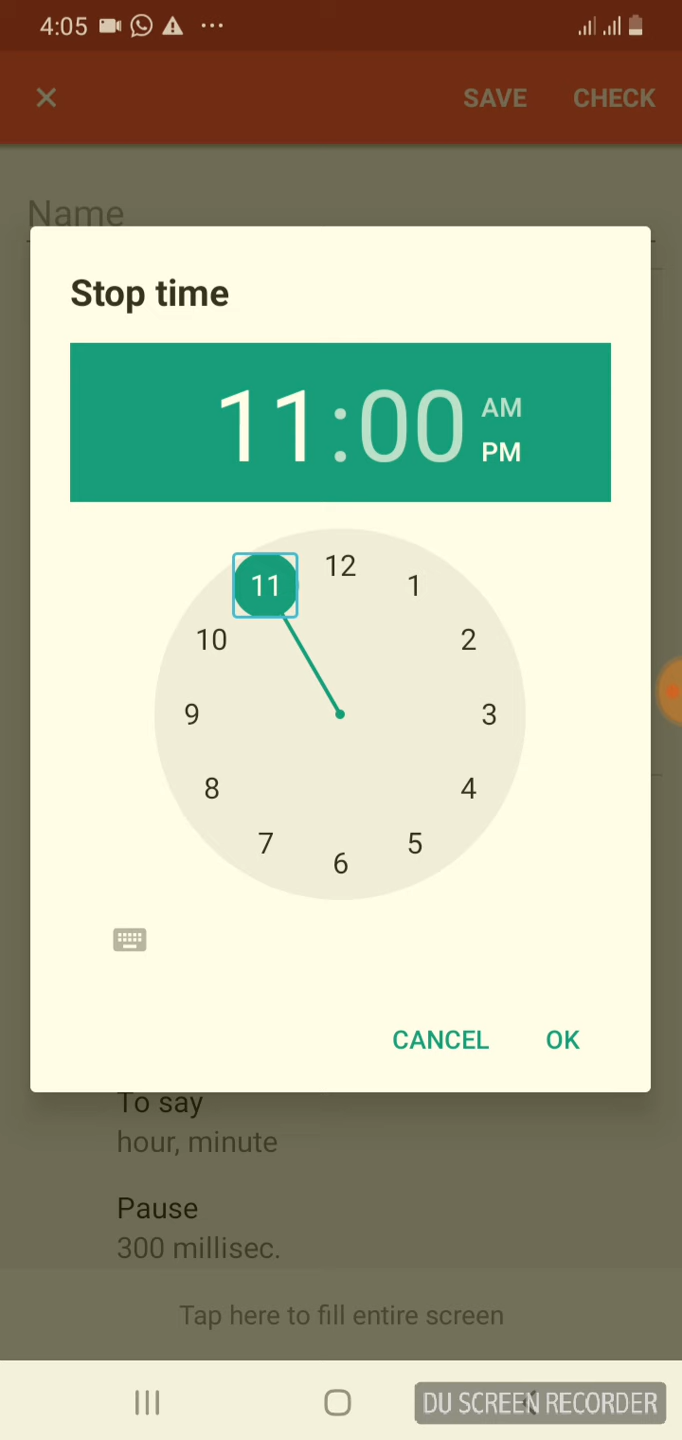 4:05
SAVE CHECK
Name
Stop time
11:00 AM PM
12
11 1
10 2
9 3
8 4
7 5
6
CANCEL OK
To say
hour, minute
Pause
300 millisec.
Tap here to fill entire screen
DU SCREEN RECORDER